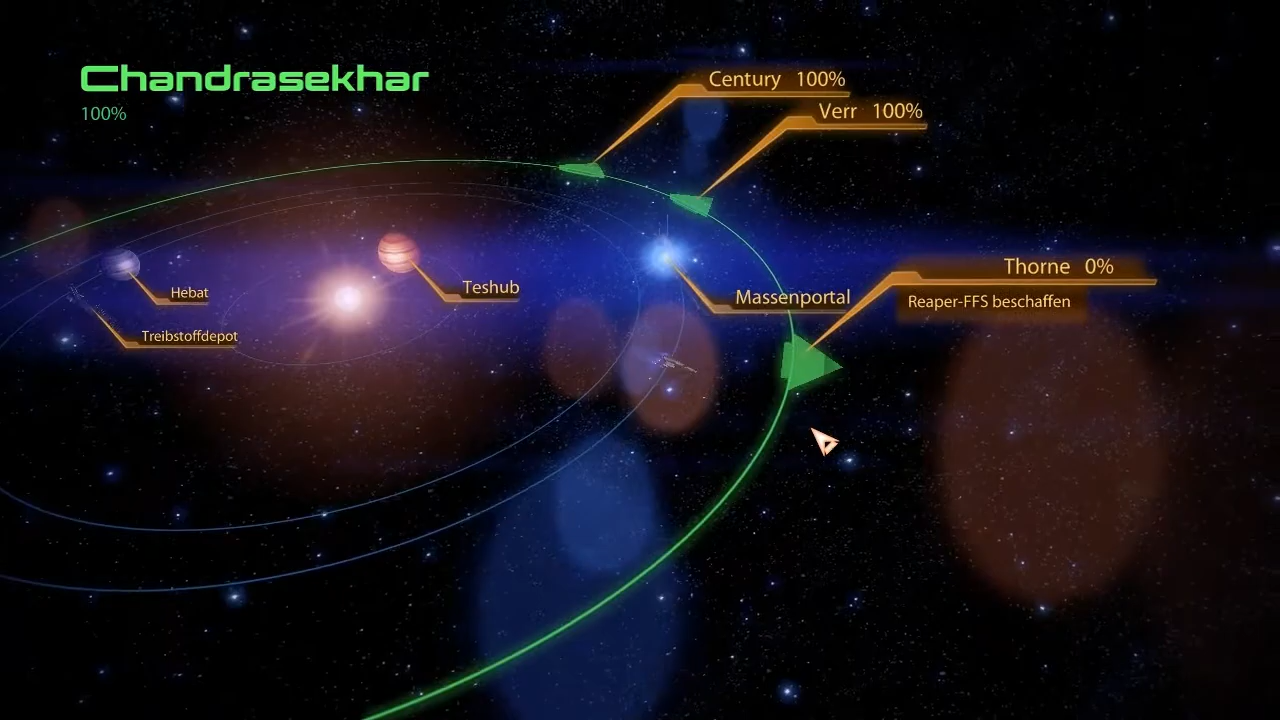 Chandrasekhar
100%
Century 100%
Verr 100%
Thorne 0%
Reaper-FFS beschaffen
Hebat
Teshub
Massenportal
Treibstoffdepot